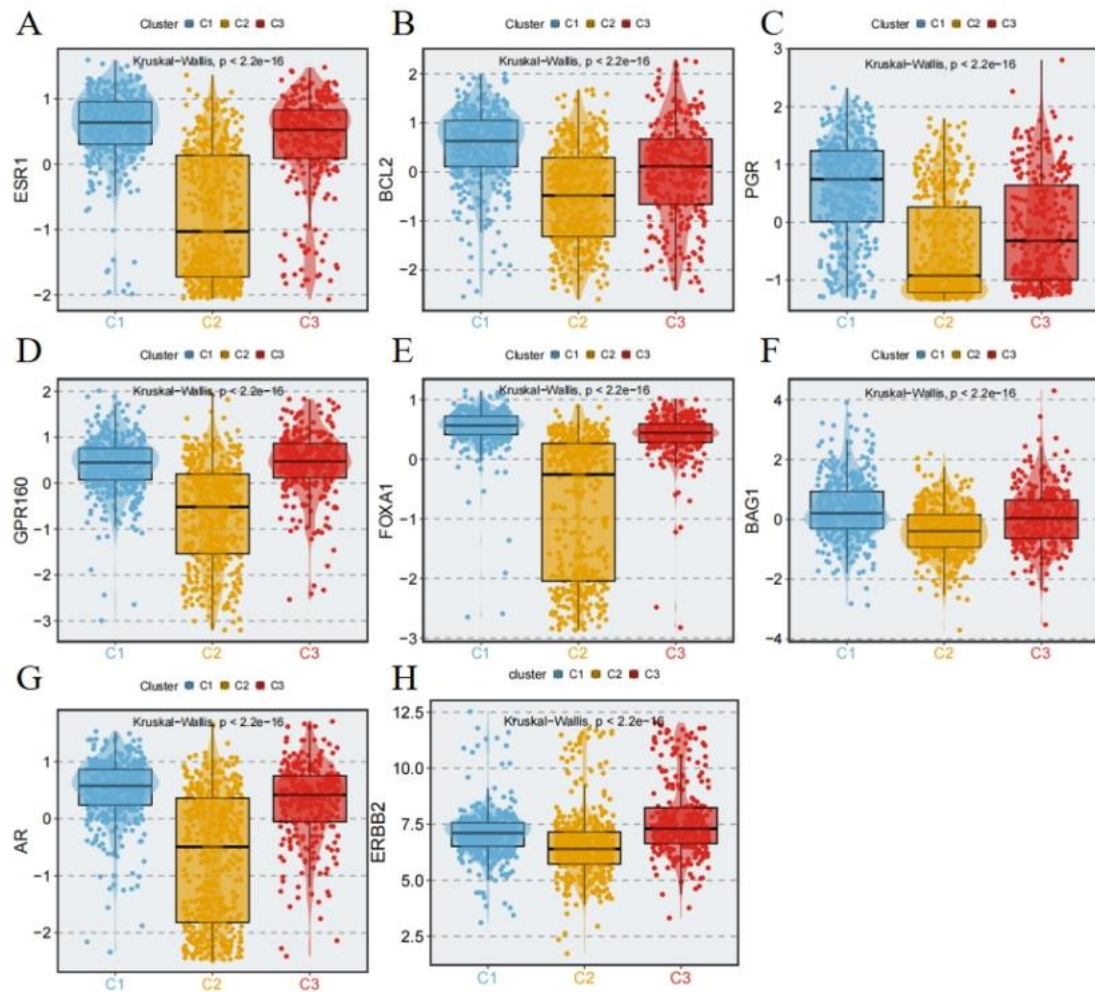 A
Cluster C1 C2 C3
Kruskal−Wallis, p < 2.2e−16
ESR1
1
0
−1
−2
C1 C2 C3
B
Cluster C1 C2 C3
Kruskal−Wallis, p < 2.2e−16
BCL2
2
1
0
−1
−2
C1 C2 C3
C
Cluster C1 C2 C3
Kruskal−Wallis, p < 2.2e−16
PGR
3
2
1
0
−1
C1 C2 C3
D
Cluster C1 C2 C3
Kruskal−Wallis, p < 2.2e−16
GPR160
2
1
0
−1
−2
−3
C1 C2 C3
E
Cluster C1 C2 C3
Kruskal−Wallis, p < 2.2e−16
FOXA1
1
0
−1
−2
−3
C1 C2 C3
F
Cluster C1 C2 C3
Kruskal−Wallis, p < 2.2e−16
BAG1
4
2
0
−2
−4
C1 C2 C3
G
Cluster C1 C2 C3
Kruskal−Wallis, p < 2.2e−16
AR
1
0
−1
−2
C1 C2 C3
H
cluster C1 C2 C3
Kruskal−Wallis, p < 2.2e−16
ERBB2
12.5
10.0
7.5
5.0
2.5
C1 C2 C3